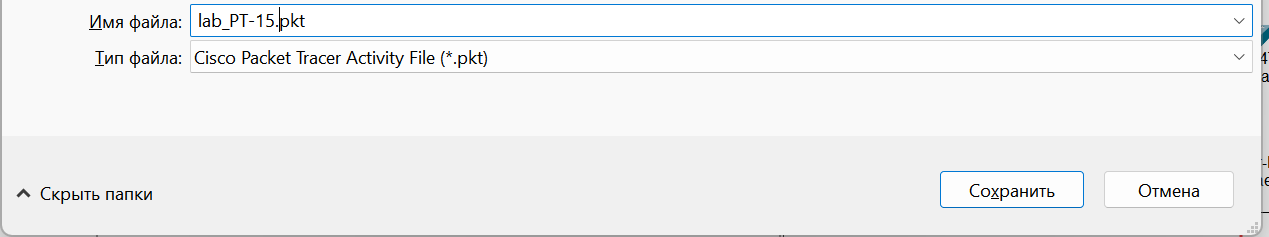 Имя файла: lab_PT-15.pkt
Тип файла: Cisco Packet Tracer Activity File (*.pkt)
Скрыть папки
Сохранить
Отмена